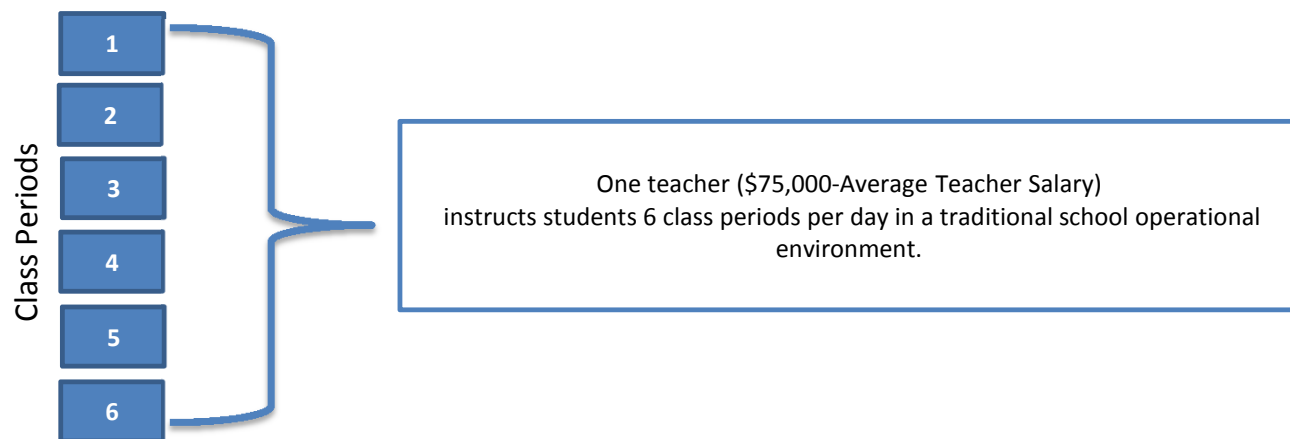 Class Periods
1
2
3
4
5
6
One teacher ($75,000-Average Teacher Salary)
instructs students 6 class periods per day in a traditional school operational
environment.